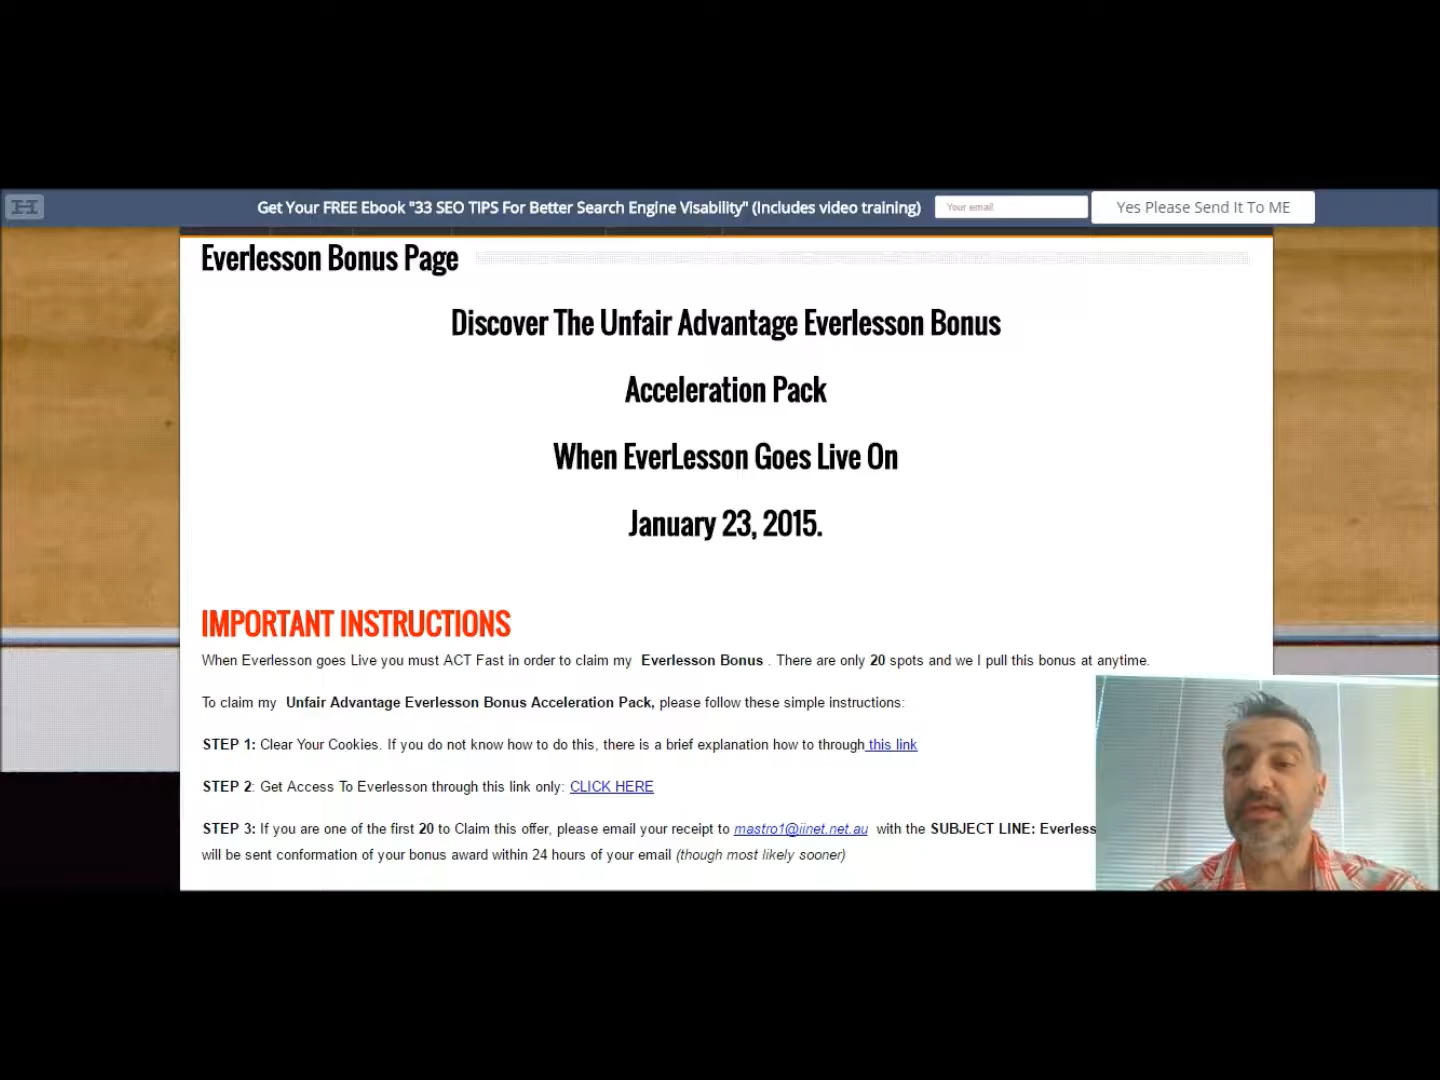 H
Get Your FREE Ebook "33 SEO TIPS For Better Search Engine Visability" (Includes video training)
Your email
Yes Please Send It To ME
Everlesson Bonus Page
Discover The Unfair Advantage Everlesson Bonus
Acceleration Pack
When EverLesson Goes Live On
January 23, 2015.
IMPORTANT INSTRUCTIONS
When Everlesson goes Live you must ACT Fast in order to claim my Everlesson Bonus . There are only 20 spots and we I pull this bonus at anytime.
To claim my Unfair Advantage Everlesson Bonus Acceleration Pack, please follow these simple instructions:
STEP 1: Clear Your Cookies. If you do not know how to do this, there is a brief explanation how to through this link
STEP 2: Get Access To Everlesson through this link only: CLICK HERE
STEP 3: If you are one of the first 20 to Claim this offer, please email your receipt to mastro1@iinet.net.au with the SUBJECT LINE: Everless
will be sent conformation of your bonus award within 24 hours of your email (though most likely sooner)